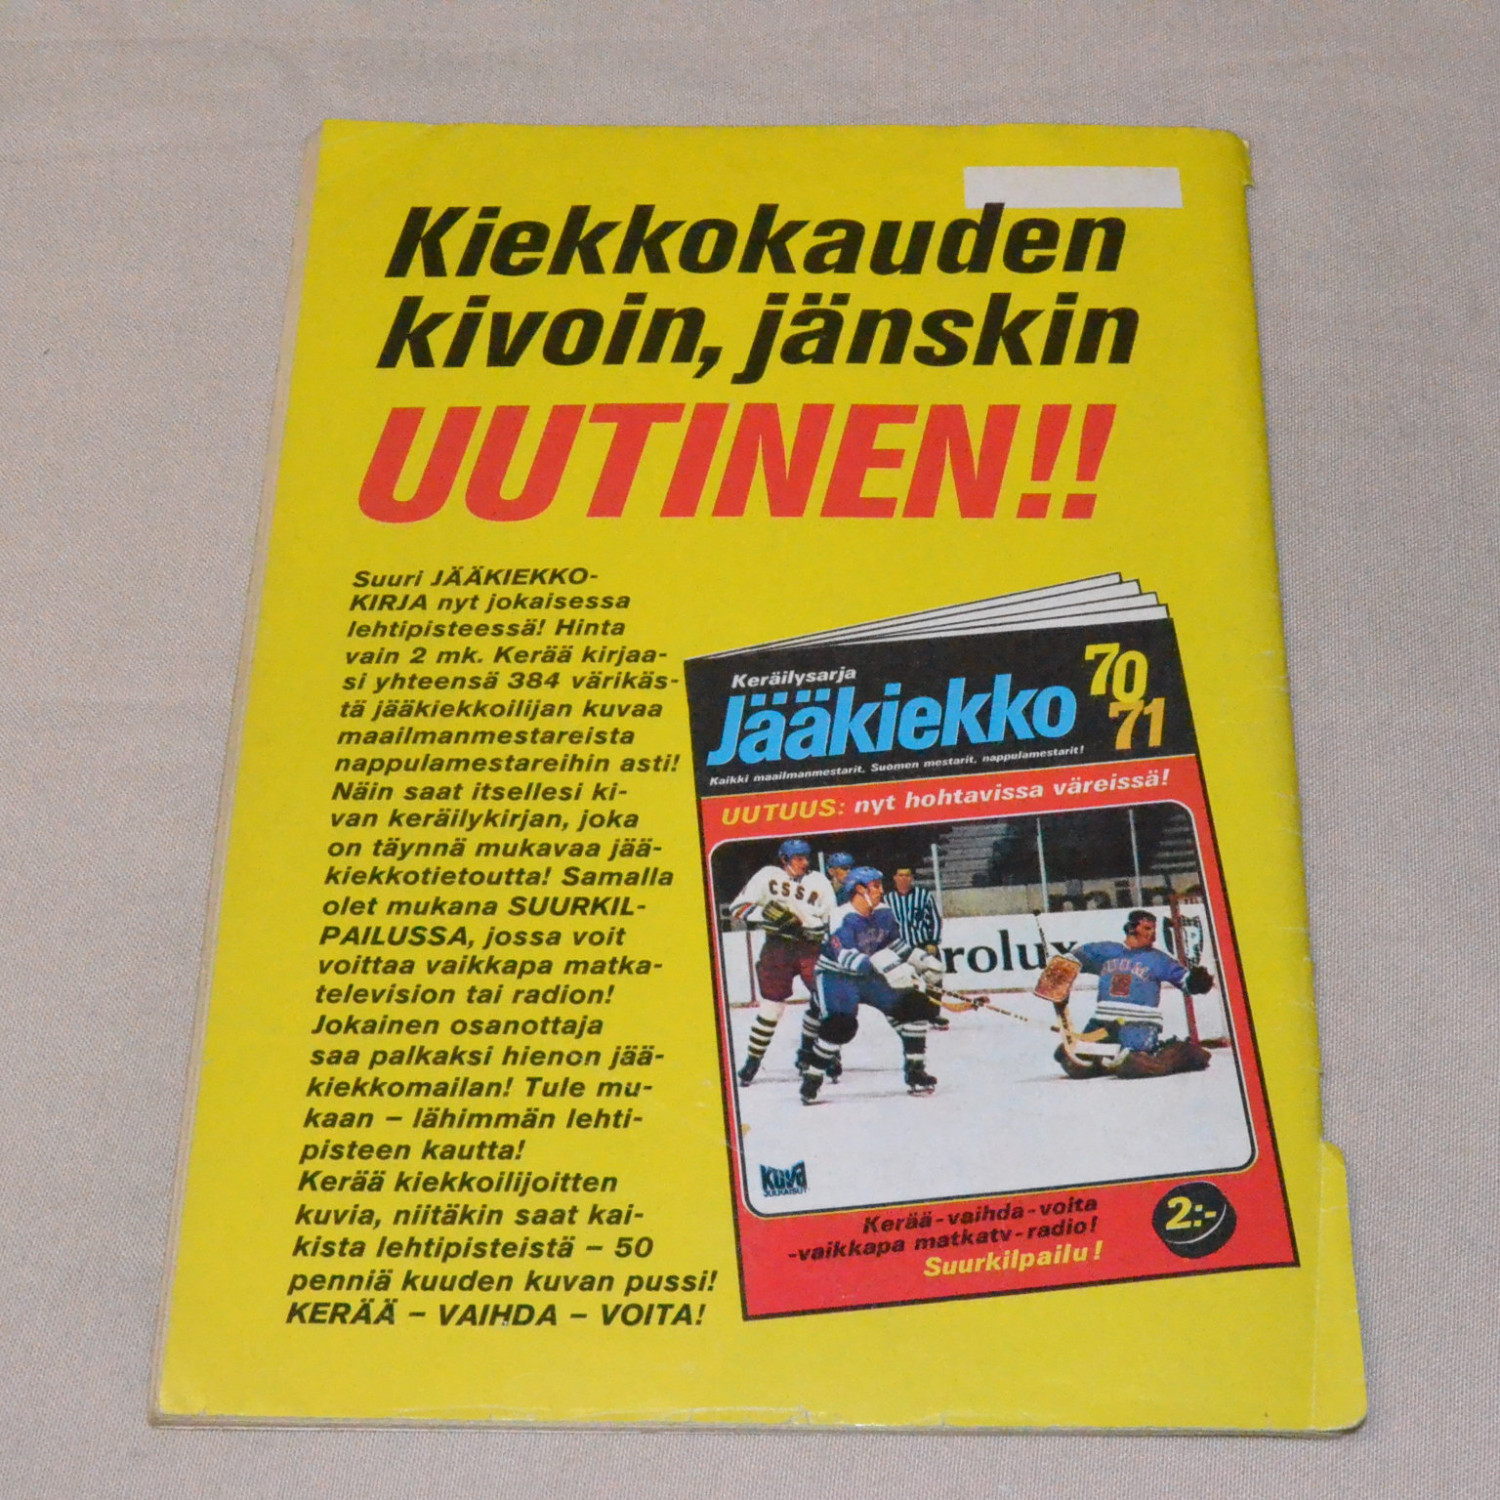 Kiekkokauden
kivoin, jänskin
UUTINEN!!
Suuri JÄÄKIEKKO-
KIRJA nyt jokaisessa
lehtipisteessä! Hinta
vain 2 mk. Kerää kirjaa-
si yhteensä 384 värikäs-
tä jääkiekkoilijan kuvaa
maailmanmestareista
nappulamestareihin asti!
Näin saat itsellesi ki-
van keräilykirjan, joka
on täynnä mukavaa jää-
kiekkotietoutta! Samalla
olet mukana SUURKIL-
PAILUSSA, jossa voit
voittaa vaikkapa matka-
television tai radion!
Jokainen osanottaja
saa palkaksi hienon jää-
kiekkomailan! Tule mu-
kaan – lähimmän lehti-
pisteen kautta!
Kerää kiekkoilijoitten
kuvia, niitäkin saat kai-
kista lehtipisteistä – 50
penniä kuuden kuvan pussi!
KERÄÄ – VAIHDA – VOITA!
Keräilysarja
Jääkiekko
70
71
Kaikki maailmanmestarit, Suomen mestarit, nappulamestarit!
UUTUUS: nyt hohtavissa väreissä!
CSSR
rolux
kuva
JULKAISUT
Kerää-vaihda-voita
-vaikkapa matkatv-radio!
Suurkilpailu!
2:-